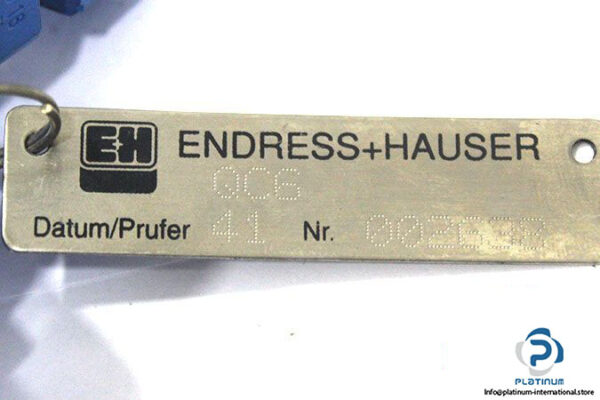 E+H ENDRESS+HAUSER
QC6
Datum/Prufer 41 Nr.
PLATINUM
Info@platinum-international.store